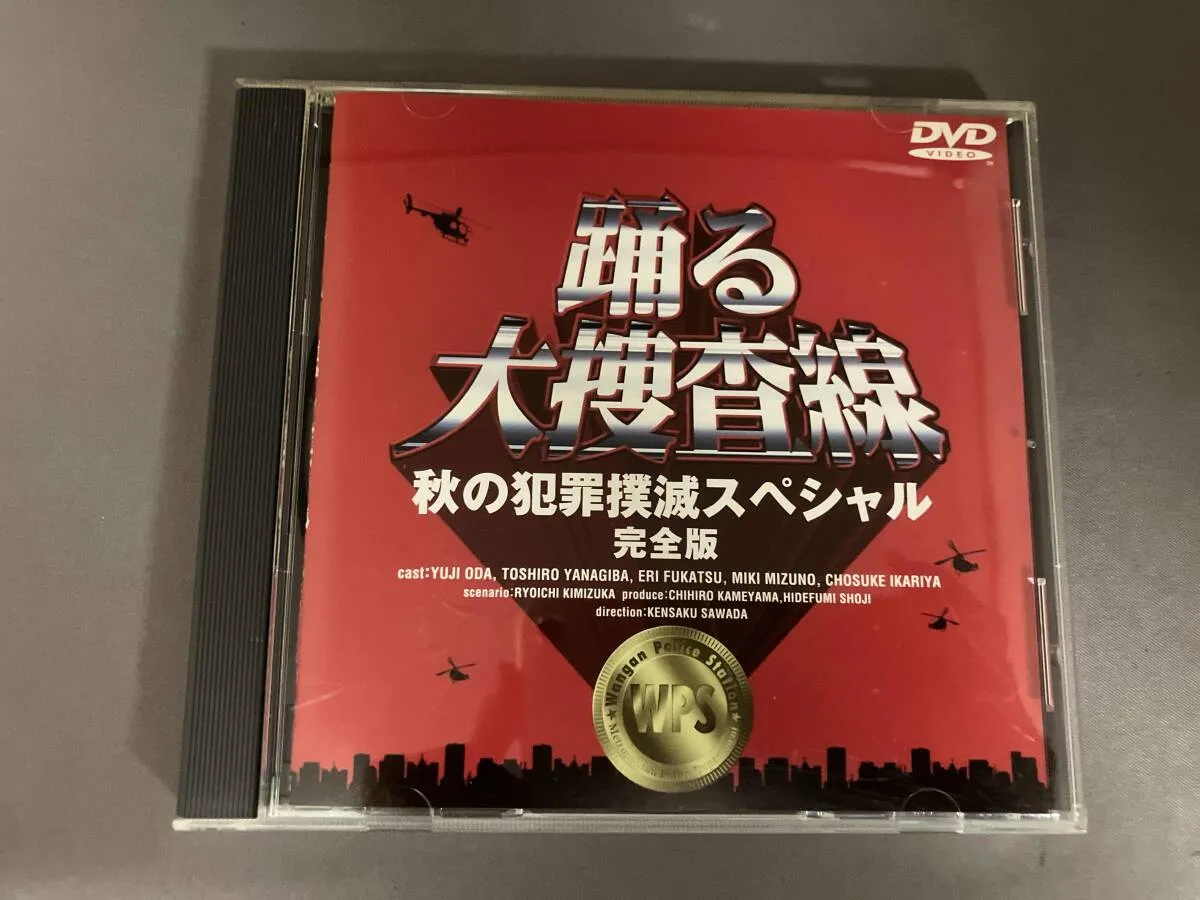 DVD
VIDEO
踊る
大捜査線
秋の犯罪撲滅スペシャル
完全版
cast:YUJI ODA, TOSHIRO YANAGIBA, ERI FUKATSU, MIKI MIZUNO, CHOSUKE IKARIYA
scenario:RYOICHI KIMIZUKA produce:CHIHIRO KAMEYAMA,HIDEFUMI SHOJI
direction:KENSAKU SAWADA
★Wangan Police Station★
WPS